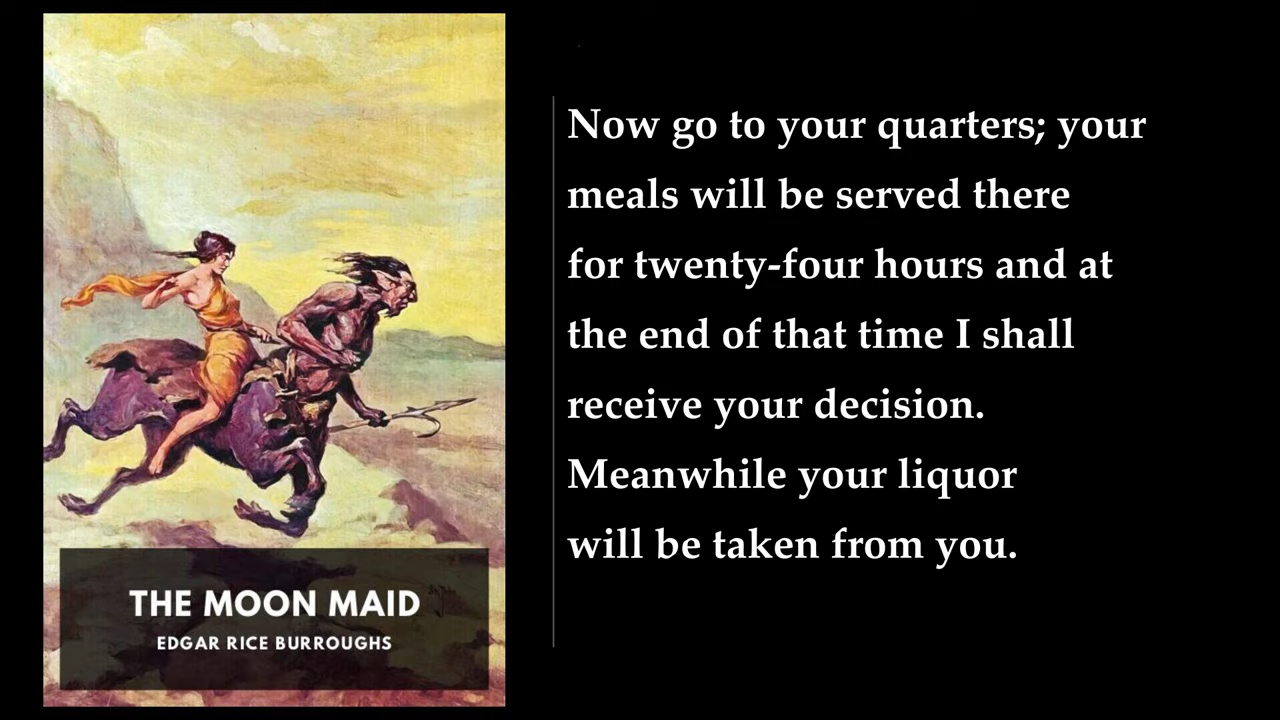 Now go to your quarters; your
meals will be served there
for twenty-four hours and at
the end of that time I shall
receive your decision.
Meanwhile your liquor
will be taken from you.
THE MOON MAID
EDGAR RICE BURROUGHS